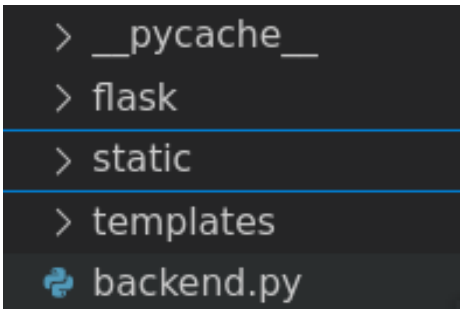 __pycache__
flask
static
templates
backend.py